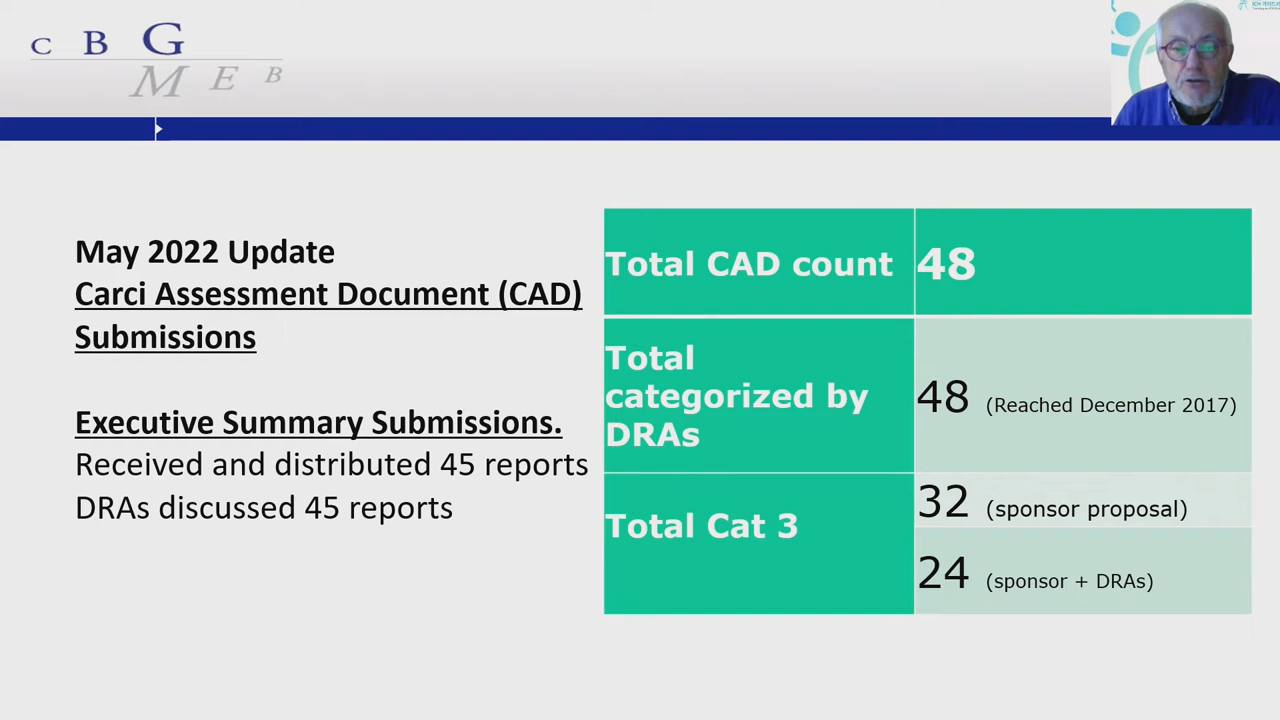 C B G
M E B
May 2022 Update
Carci Assessment Document (CAD)
Submissions
Executive Summary Submissions.
Received and distributed 45 reports
DRAs discussed 45 reports
Total CAD count 48
Total
categorized by
DRAs
48 (Reached December 2017)
Total Cat 3
32 (sponsor proposal)
24 (sponsor + DRAs)